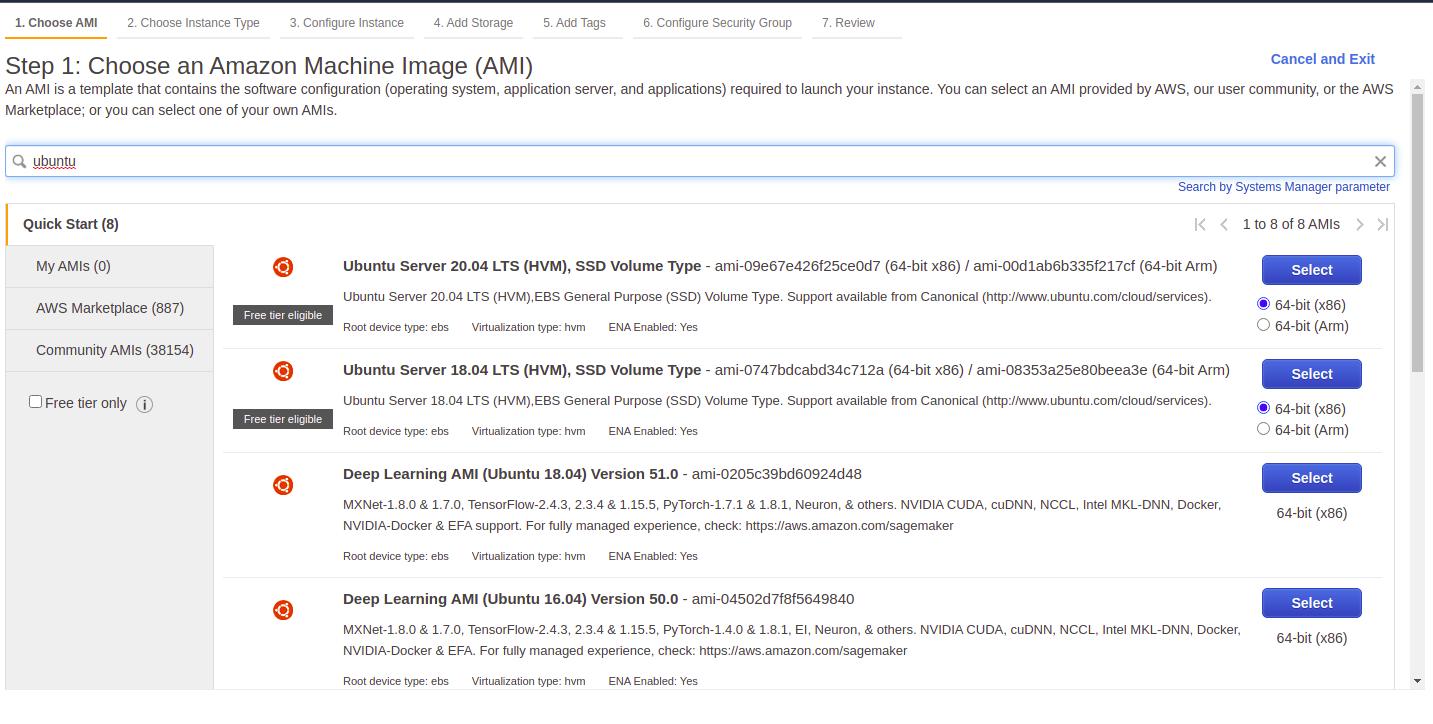 1. Choose AMI
2. Choose Instance Type
3. Configure Instance
4. Add Storage
5. Add Tags
6. Configure Security Group
7. Review
Step 1: Choose an Amazon Machine Image (AMI)
Cancel and Exit
An AMI is a template that contains the software configuration (operating system, application server, and applications) required to launch your instance. You can select an AMI provided by AWS, our user community, or the AWS
Marketplace; or you can select one of your own AMIs.
ubuntu
Search by Systems Manager parameter
Quick Start (8)
1 to 8 of 8 AMIs
My AMIs (0)
AWS Marketplace (887)
Community AMIs (38154)
Free tier only
Ubuntu Server 20.04 LTS (HVM), SSD Volume Type - ami-09e67e426f25ce0d7 (64-bit x86) / ami-00d1ab6b335f217cf (64-bit Arm)
Select
Ubuntu Server 20.04 LTS (HVM),EBS General Purpose (SSD) Volume Type. Support available from Canonical (http://www.ubuntu.com/cloud/services).
64-bit (x86)
Free tier eligible
64-bit (Arm)
Root device type: ebs Virtualization type: hvm ENA Enabled: Yes
Ubuntu Server 18.04 LTS (HVM), SSD Volume Type - ami-0747bdcabd34c712a (64-bit x86) / ami-08353a25e80beea3e (64-bit Arm)
Select
Ubuntu Server 18.04 LTS (HVM),EBS General Purpose (SSD) Volume Type. Support available from Canonical (http://www.ubuntu.com/cloud/services).
64-bit (x86)
Free tier eligible
64-bit (Arm)
Root device type: ebs Virtualization type: hvm ENA Enabled: Yes
Deep Learning AMI (Ubuntu 18.04) Version 51.0 - ami-0205c39bd60924d48
Select
MXNet-1.8.0 & 1.7.0, TensorFlow-2.4.3, 2.3.4 & 1.15.5, PyTorch-1.7.1 & 1.8.1, Neuron, & others. NVIDIA CUDA, cuDNN, NCCL, Intel MKL-DNN, Docker,
64-bit (x86)
NVIDIA-Docker & EFA support. For fully managed experience, check: https://aws.amazon.com/sagemaker
Root device type: ebs Virtualization type: hvm ENA Enabled: Yes
Deep Learning AMI (Ubuntu 16.04) Version 50.0 - ami-04502d7f8f5649840
Select
MXNet-1.8.0 & 1.7.0, TensorFlow-2.4.3, 2.3.4 & 1.15.5, PyTorch-1.4.0 & 1.8.1, EI, Neuron, & others. NVIDIA CUDA, cuDNN, NCCL, Intel MKL-DNN, Docker,
64-bit (x86)
NVIDIA-Docker & EFA. For fully managed experience, check: https://aws.amazon.com/sagemaker
Root device type: ebs Virtualization type: hvm ENA Enabled: Yes